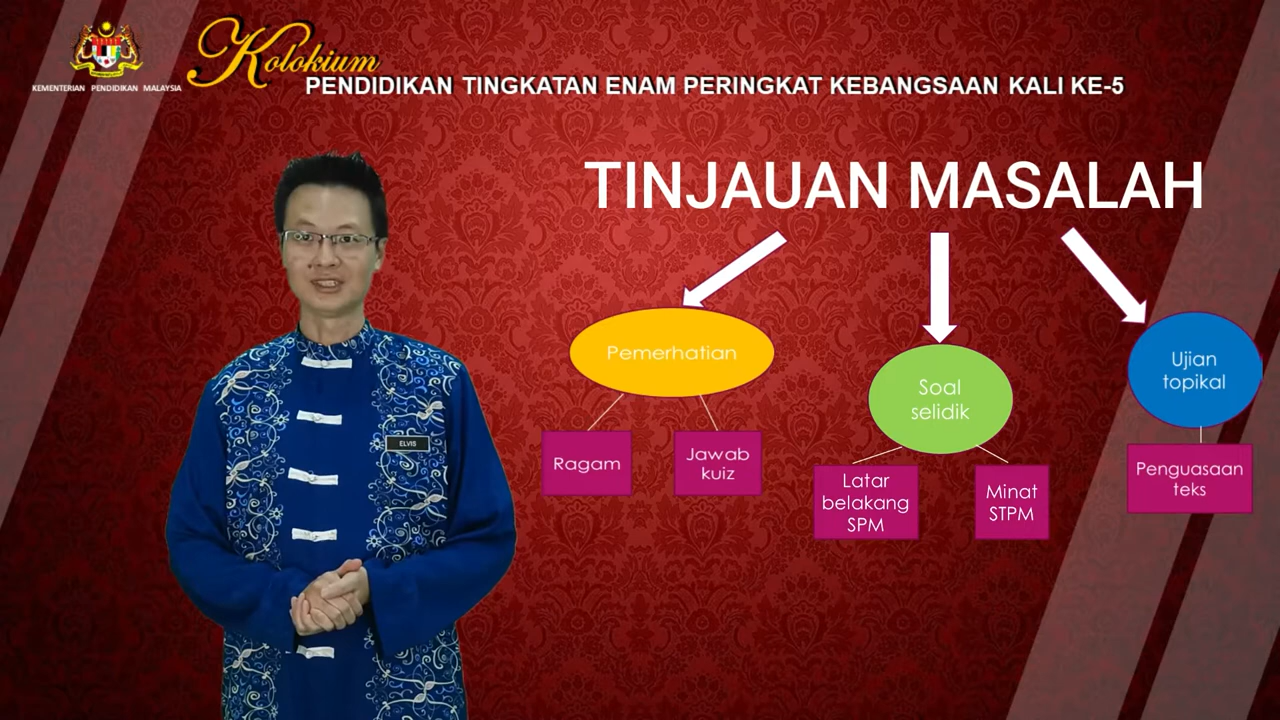 KEMENTERIAN PENDIDIKAN MALAYSIA
Kolokium
PENDIDIKAN TINGKATAN ENAM PERINGKAT KEBANGSAAN KALI KE-5
TINJAUAN MASALAH
Pemerhatian
Ragam
Jawab
kuiz
Soal
selidik
Latar
belakang
SPM
Minat
STPM
Ujian
topikal
Penguasaan
teks
ELVIS